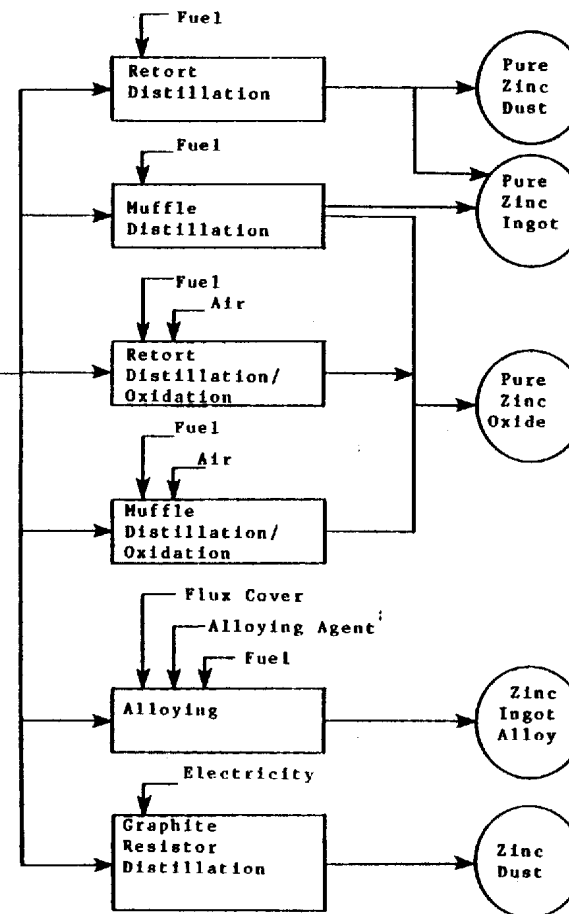 Fuel
Retort
Distillation
Pure
Zinc
Dust
Fuel
Muffle
Distillation
Pure
Zinc
Ingot
Fuel
Air
Retort
Distillation/
Oxidation
Pure
Zinc
Oxide
Fuel
Air
Muffle
Distillation/
Oxidation
Flux Cover
Alloying Agent
Fuel
Alloying
Zinc
Ingot
Alloy
Electricity
Graphite
Resistor
Distillation
Zinc
Dust